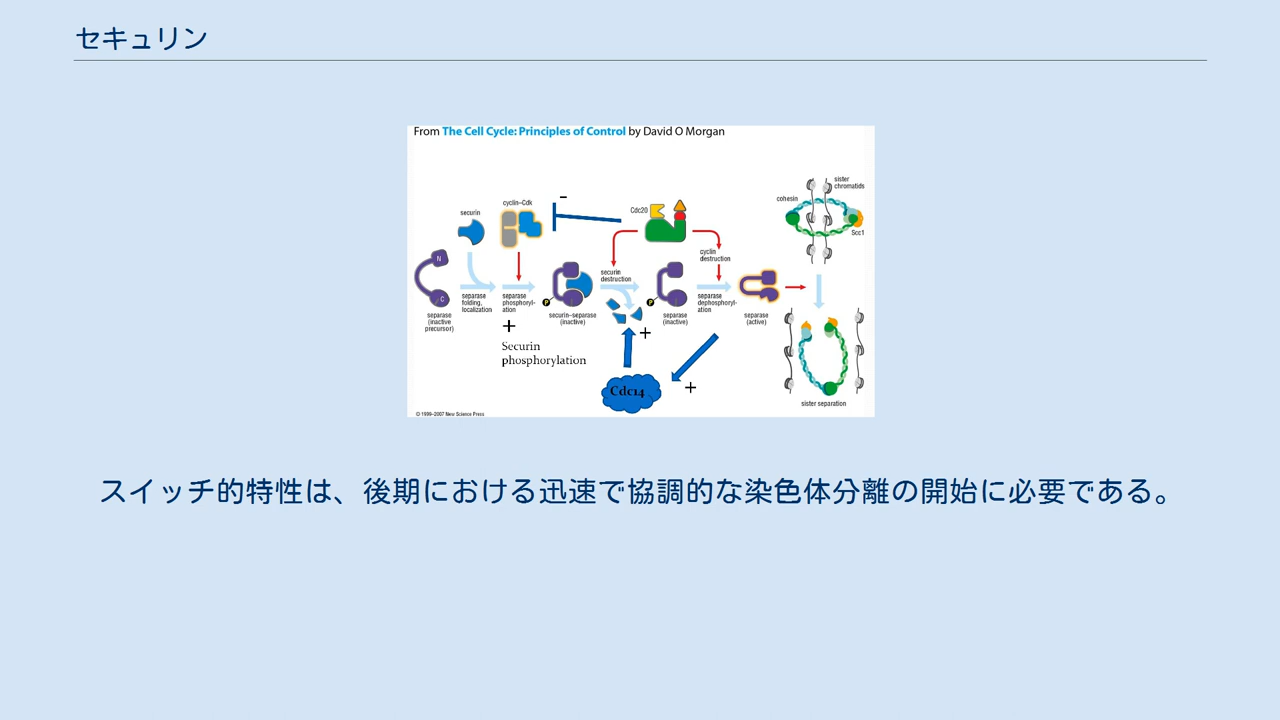 セキュリン
From The Cell Cycle: Principles of Control by David O Morgan
sister
chromatids
cohesin
Scc1
securin
cyclin–Cdk
–
Cdc20
cyclin
destruction
N
C
separase
(inactive
precursor)
separase
folding,
localization
separase
phosphoryl-
ation
P
securin–separase
(inactive)
securin
destruction
P
separase
(inactive)
separase
dephosphoryl-
ation
separase
(active)
+
Securin
phosphorylation
+
Cdc14
+
sister separation
© 1999–2007 New Science Press
スイッチ的特性は、後期における迅速で協調的な染色体分離の開始に必要である。